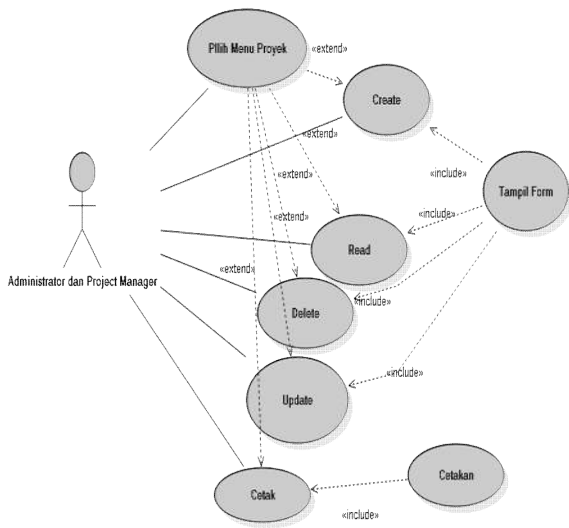 PIlih Menu Proyek
«extend»
Create
«extend»
«extend»
«include»
Tampil Form
«extend»
«include»
Read
«extend»
Administrator dan Project Manager
Delete
«include»
«include»
Update
Cetak
Cetakan
«include»